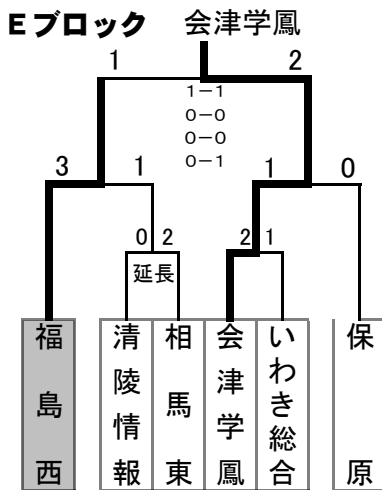 Eブロック 会津学鳳
1 2
1−1
0−0
0−0
0−1
3 1 1 0
0 2 2 1
延長
福島西
清陵情報
相馬東
会津学鳳
いわき総合
保原